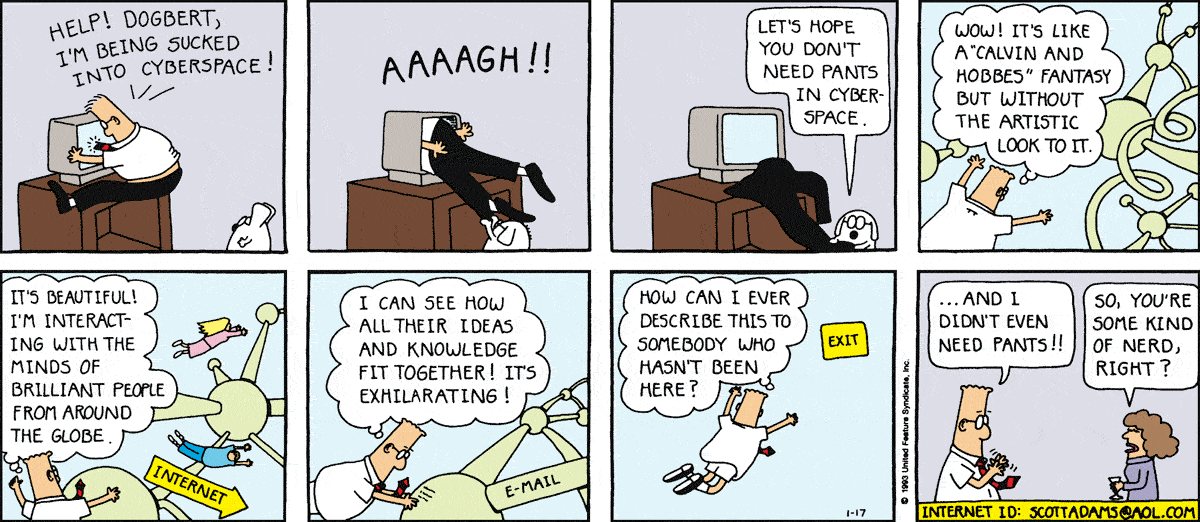 HELP! DOGBERT,
I'M BEING SUCKED
INTO CYBERSPACE!
AAAAGH!!
LET'S HOPE
YOU DON'T
NEED PANTS
IN CYBER-
SPACE.
WOW! IT'S LIKE
A "CALVIN AND
HOBBES" FANTASY
BUT WITHOUT
THE ARTISTIC
LOOK TO IT.
IT'S BEAUTIFUL!
I'M INTERACT-
ING WITH THE
MINDS OF
BRILLIANT PEOPLE
FROM AROUND
THE GLOBE.
INTERNET
I CAN SEE HOW
ALL THEIR IDEAS
AND KNOWLEDGE
FIT TOGETHER! IT'S
EXHILARATING!
E-MAIL
HOW CAN I EVER
DESCRIBE THIS TO
SOMEBODY WHO
HASN'T BEEN
HERE?
EXIT
1-17
© 1993 United Feature Syndicate, Inc.
...AND I
DIDN'T EVEN
NEED PANTS!!
SO, YOU'RE
SOME KIND
OF NERD,
RIGHT?
INTERNET ID: SCOTTADAMS@AOL.COM